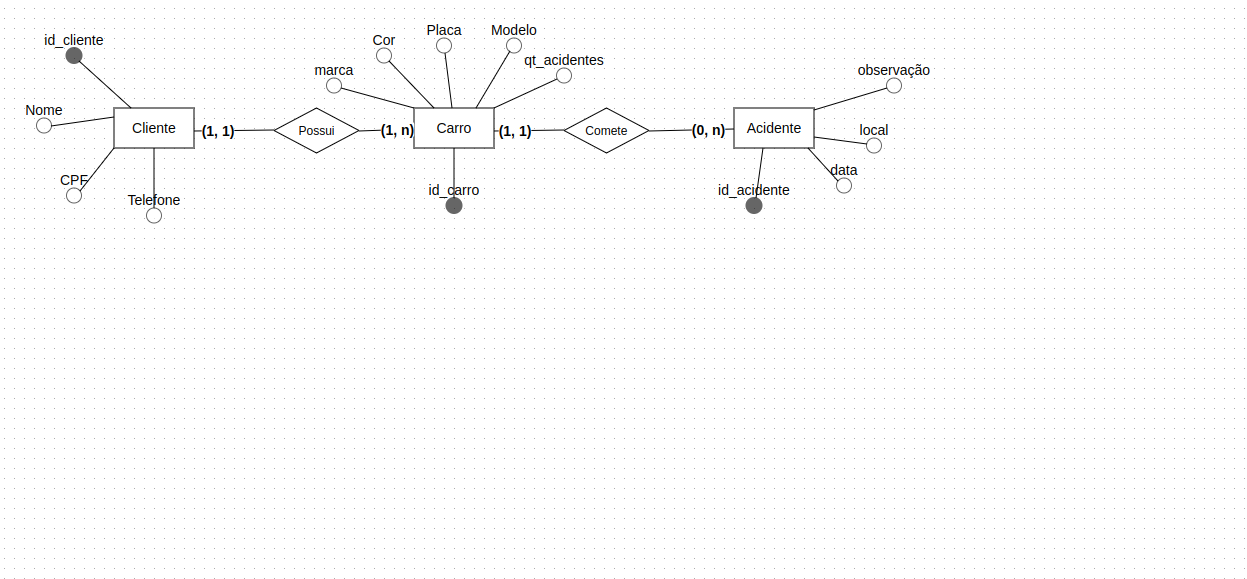 id_cliente
Nome
CPF
Telefone
Cliente
(1, 1)
Possui
(1, n)
marca
Cor
Placa
Modelo
qt_acidentes
Carro
id_carro
(1, 1)
Comete
(0, n)
Acidente
observação
local
data
id_acidente